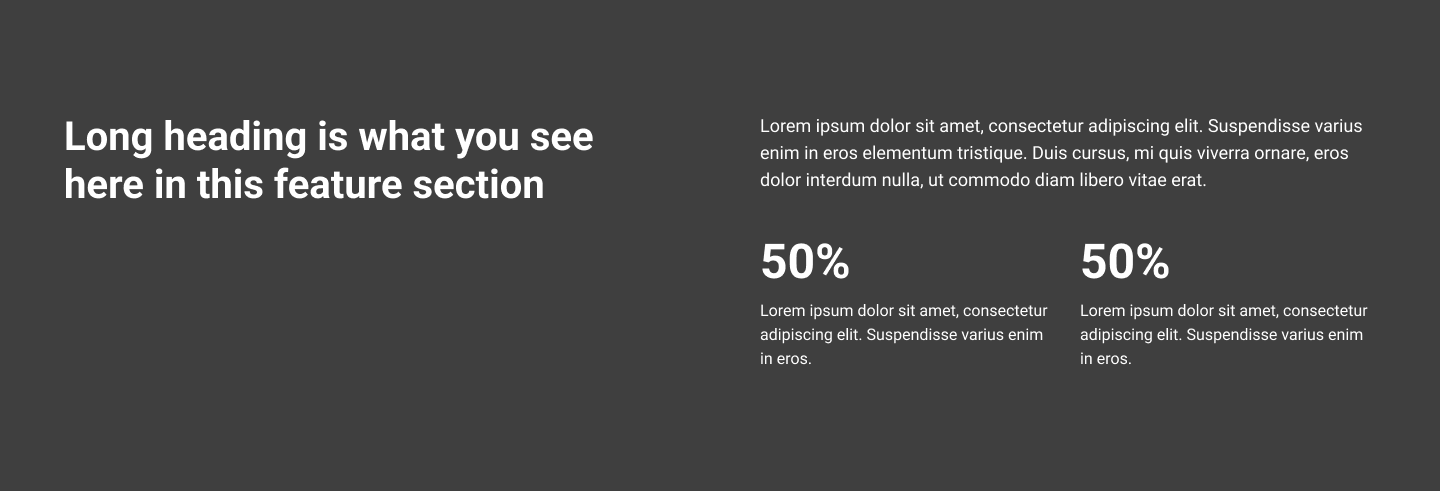 Long heading is what you see
here in this feature section
Lorem ipsum dolor sit amet, consectetur adipiscing elit. Suspendisse varius
enim in eros elementum tristique. Duis cursus, mi quis viverra ornare, eros
dolor interdum nulla, ut commodo diam libero vitae erat.
50%
Lorem ipsum dolor sit amet, consectetur
adipiscing elit. Suspendisse varius enim
in eros.
50%
Lorem ipsum dolor sit amet, consectetur
adipiscing elit. Suspendisse varius enim
in eros.